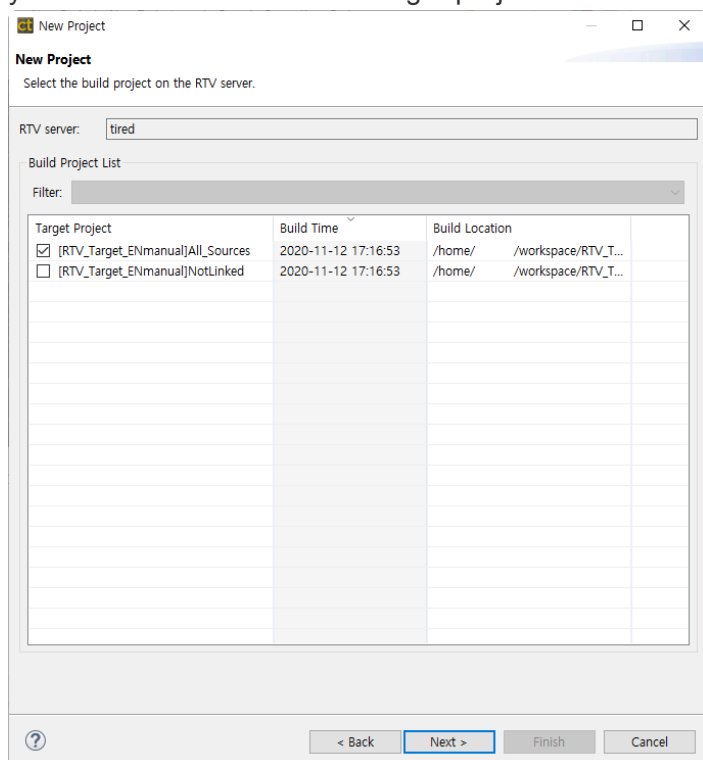 New Project
New Project
Select the build project on the RTV server.
RTV server: tired
Build Project List
Filter:
Target Project Build Time Build Location
[RTV_Target_ENmanual]All_Sources 2020-11-12 17:16:53 /home/ /workspace/RTV_T...
[RTV_Target_ENmanual]NotLinked 2020-11-12 17:16:53 /home/ /workspace/RTV_T...
? < Back Next > Finish Cancel